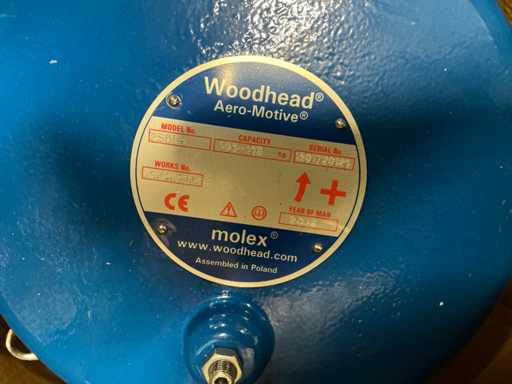 Woodhead®
Aero-Motive®
MODEL No.
CAPACITY
SERIAL No.
kg
WORKS No.
CE
YEAR OF MAN
molex®
www.woodhead.com
Assembled in Poland